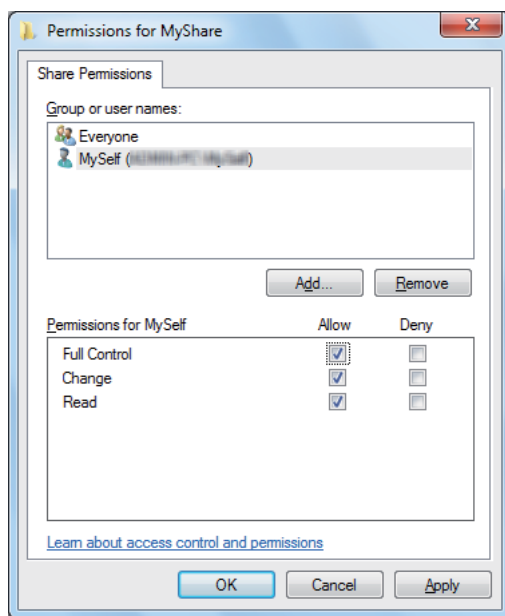 Permissions for MyShare
Share Permissions
Group or user names:
Everyone
MySelf ()
Add... Remove
Permissions for MySelf Allow Deny
Full Control
Change
Read
Learn about access control and permissions
OK Cancel Apply